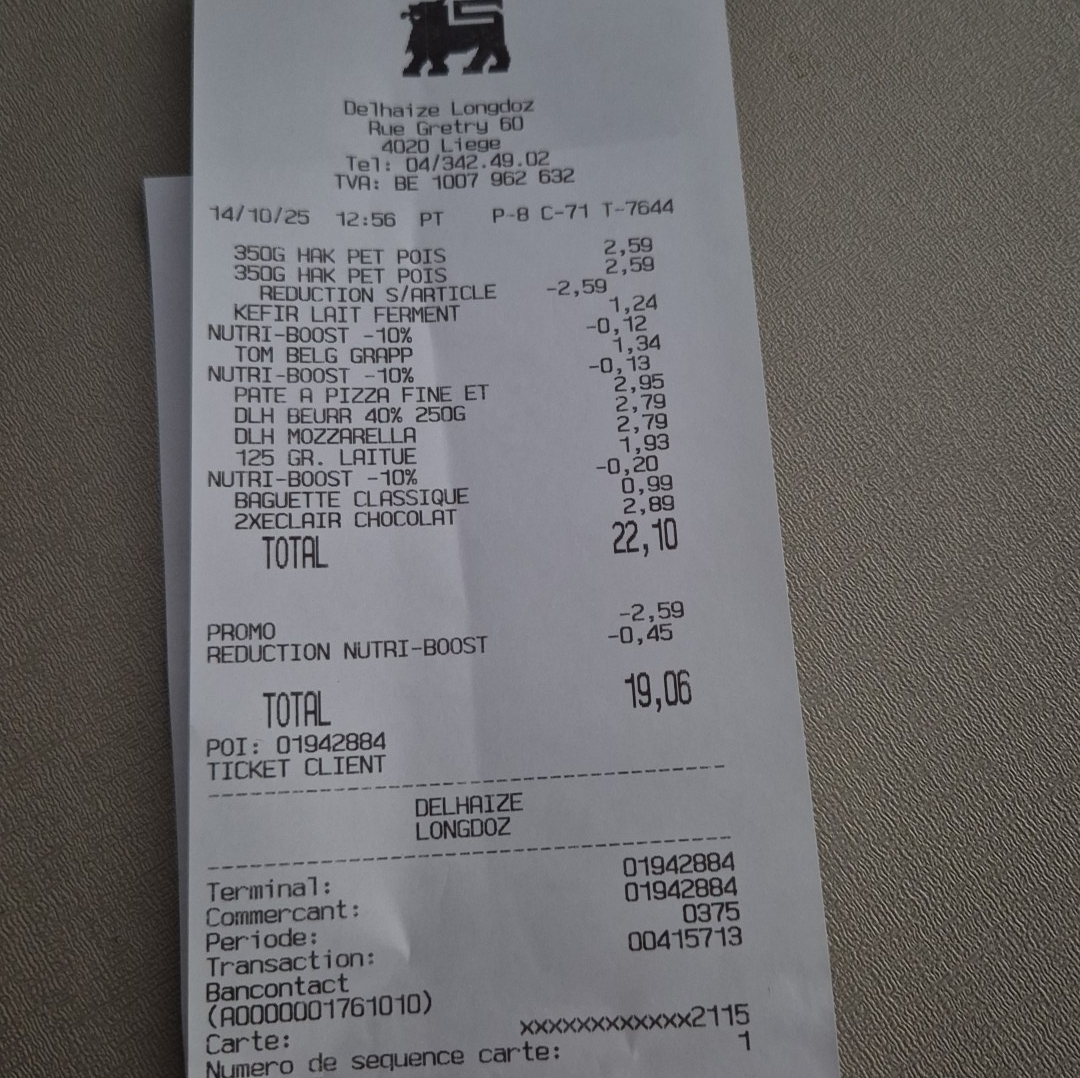 Delhaize Longdoz
Rue Gretry 60
4020 Liege
Tel: 04/342.49.02
TVA: BE 1007 962 632
14/10/25 12:56 PT P-8 C-71 T-7644
350G HAK PET POIS 2,59
350G HAK PET POIS 2,59
REDUCTION S/ARTICLE -2,59
KEFIR LAIT FERMENT 1,24
NUTRI-BOOST -10% -0,12
TOM BELG GRAPP 1,34
NUTRI-BOOST -10% -0,13
PATE A PIZZA FINE ET 2,95
DLH BEURR 40% 250G 2,79
DLH MOZZARELLA 2,79
125 GR. LAITUE 1,93
NUTRI-BOOST -10% -0,20
BAGUETTE CLASSIQUE 0,99
2XECLAIR CHOCOLAT 2,89
TOTAL 22,10
PROMO -2,59
REDUCTION NUTRI-BOOST -0,45
TOTAL 19,06
POI: 01942884
TICKET CLIENT
DELHAIZE
LONGDOZ
Terminal: 01942884
Commercant: 01942884
Periode: 0375
Transaction: 00415713
Bancontact
(A0000001761010)
Carte: xxxxxxxxxxxxx2115
Numero de sequence carte: 1